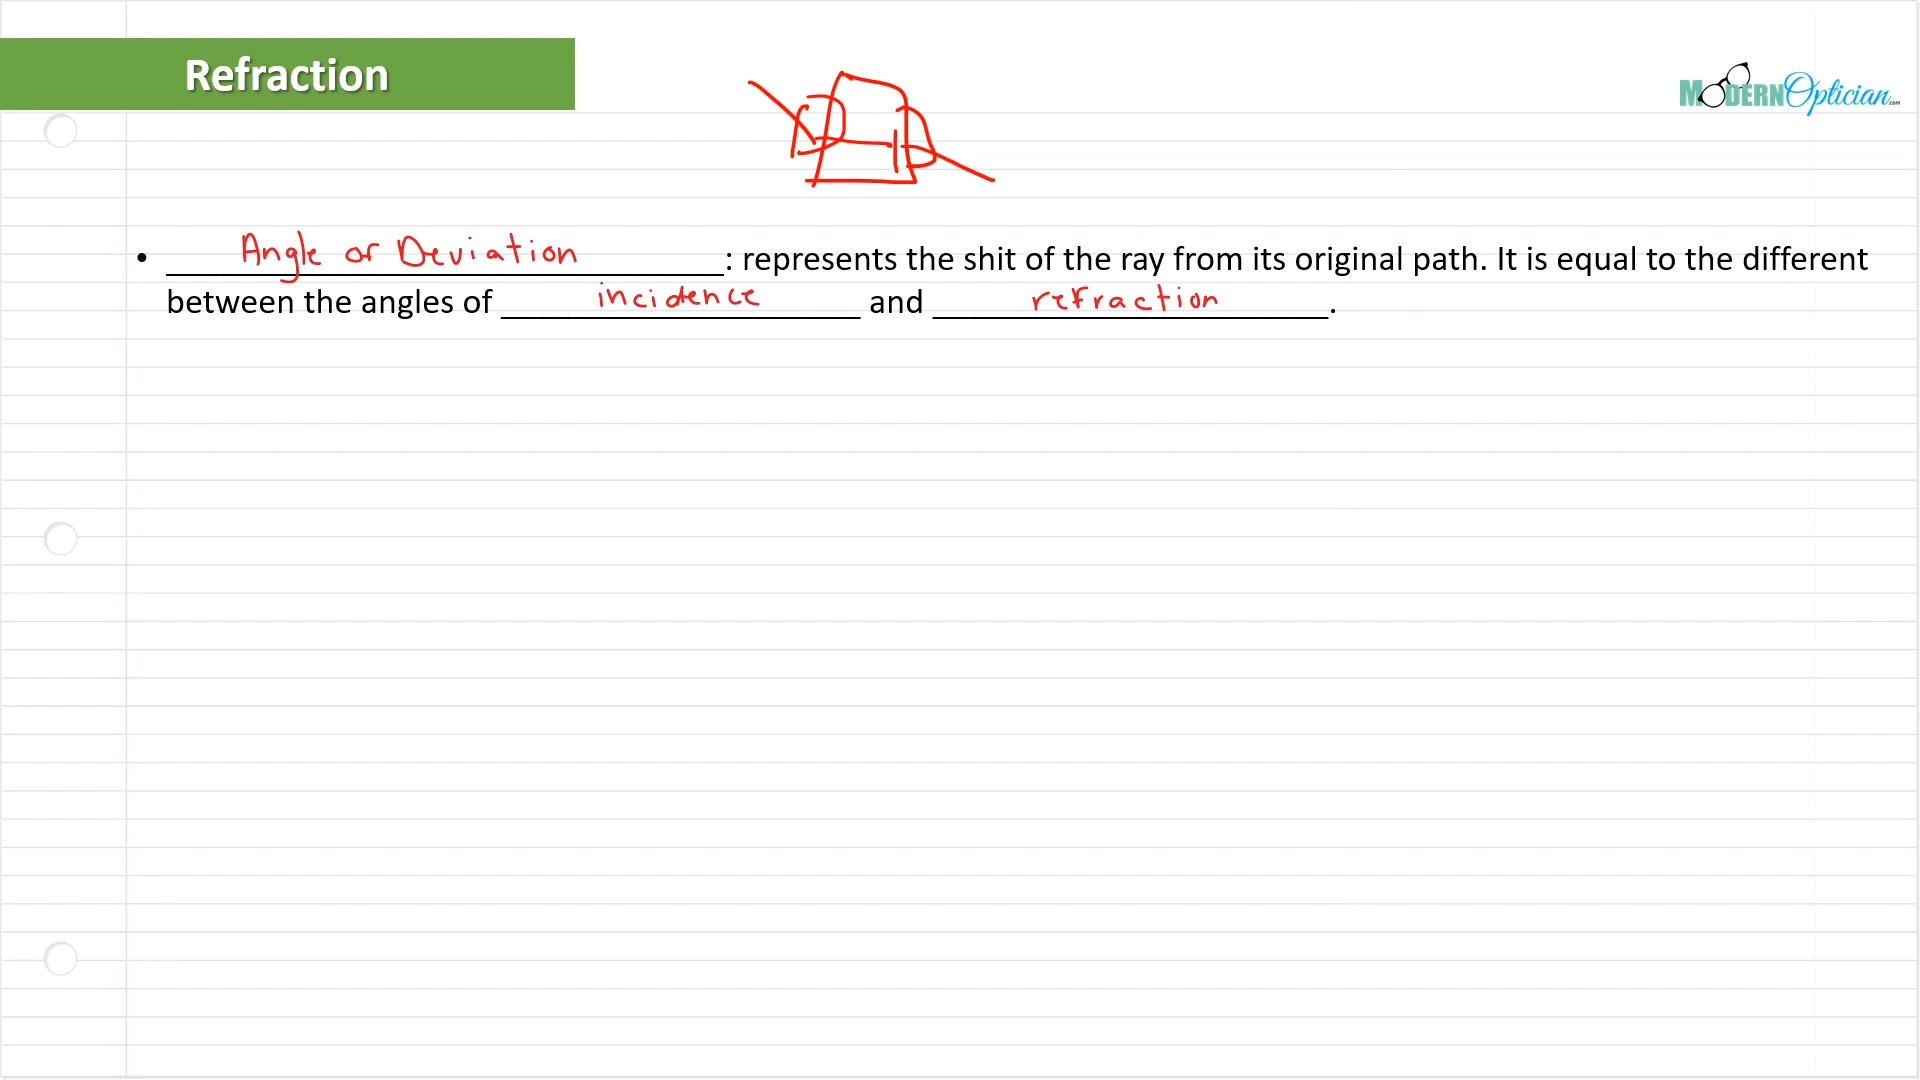 Refraction
MODERNOptician.com
• Angle or Deviation: represents the shit of the ray from its original path. It is equal to the different
between the angles of incidence and refraction.